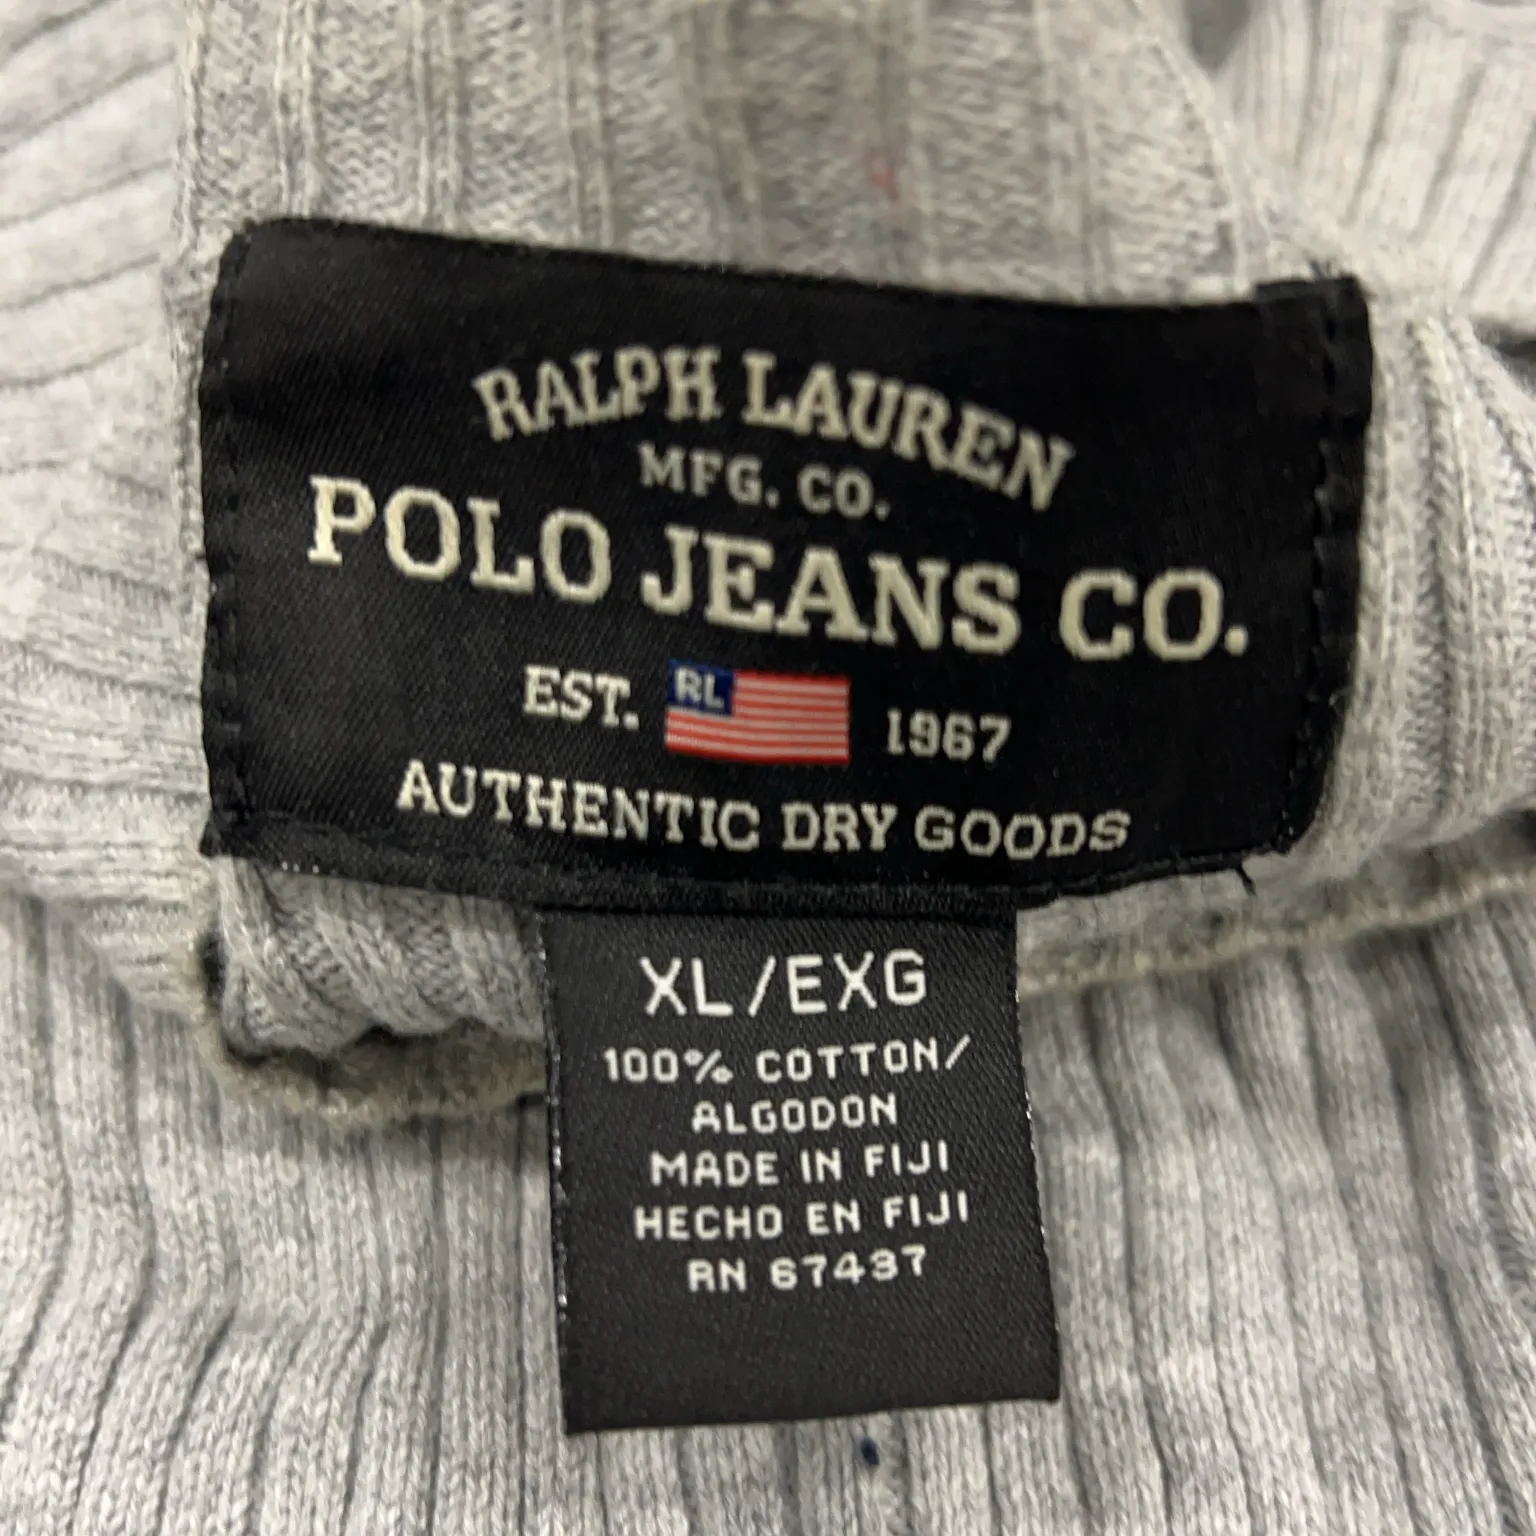 RALPH LAUREN
MFG. CO.
POLO JEANS CO.
EST. RL 1967
AUTHENTIC DRY GOODS
XL/EXG
100% COTTON/
ALGODON
MADE IN FIJI
HECHO EN FIJI
RN 67437